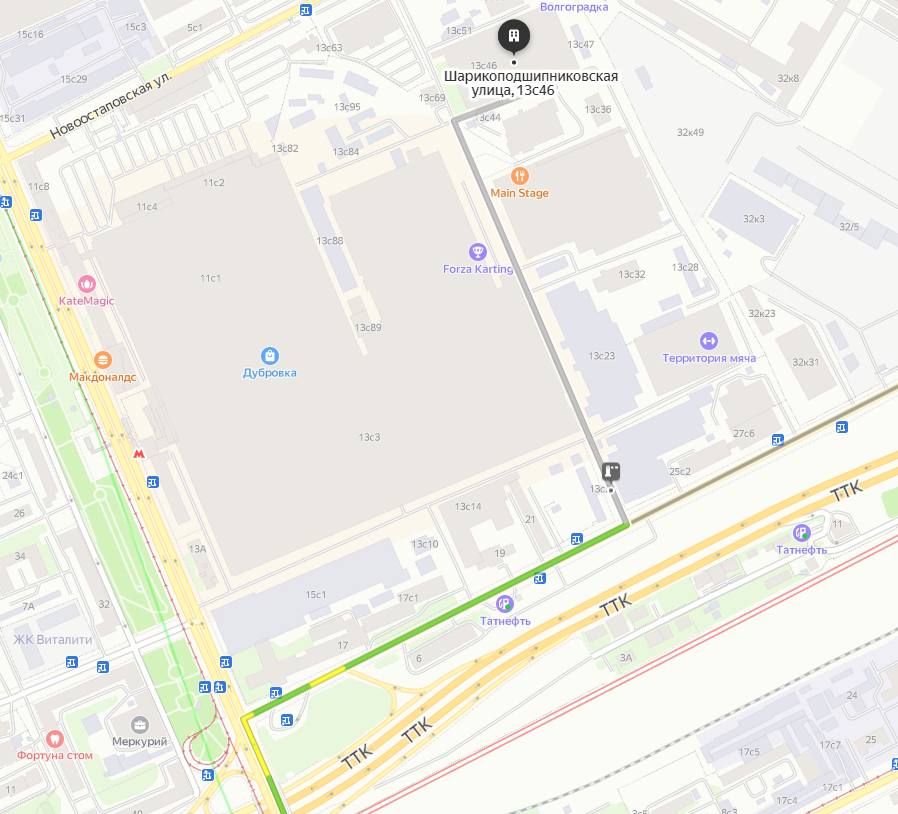 Волгоградка
15с16
15с3
5с1
13с51
13с63
13с47
13с46
Шарикоподшипниковская
улица, 13с46
15с29
32к8
13с95
13с69
13с44
13с36
15с31
Новоостаповская ул.
32к49
13с82
13с84
11с8
11с2
Main Stage
11с4
32к3
32/5
13с88
11с1
Forza Karting
13с32
13с28
KateMagic
13с89
32к23
Территория мяча
13с23
Дубровка
32к31
Макдоналдс
13с3
27с6
М
24с1
25с2
ТТК
13с14
26
21
11
13А
13с10
19
Татнефть
34
15с1
17с1
ТТК
7А
32
Татнефть
ЖК Виталити
17
6
3А
24
Меркурий
ТТК
25
Фортуна стом
ТТК
17с5
17с7
11
17с4
17с1